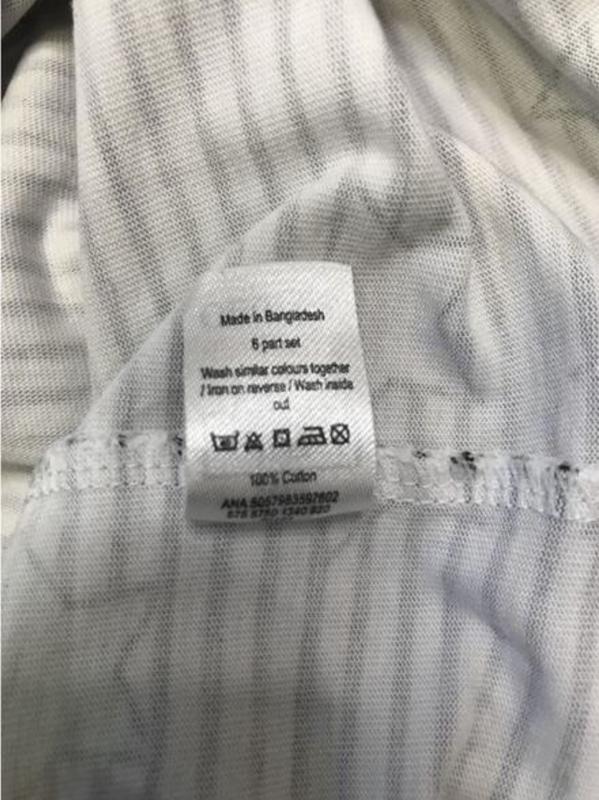 Made in Bangladesh
6 part set
Wash similar colours together
/ Iron on reverse / Wash inside
out
100% Cotton
ANA 5057983597602